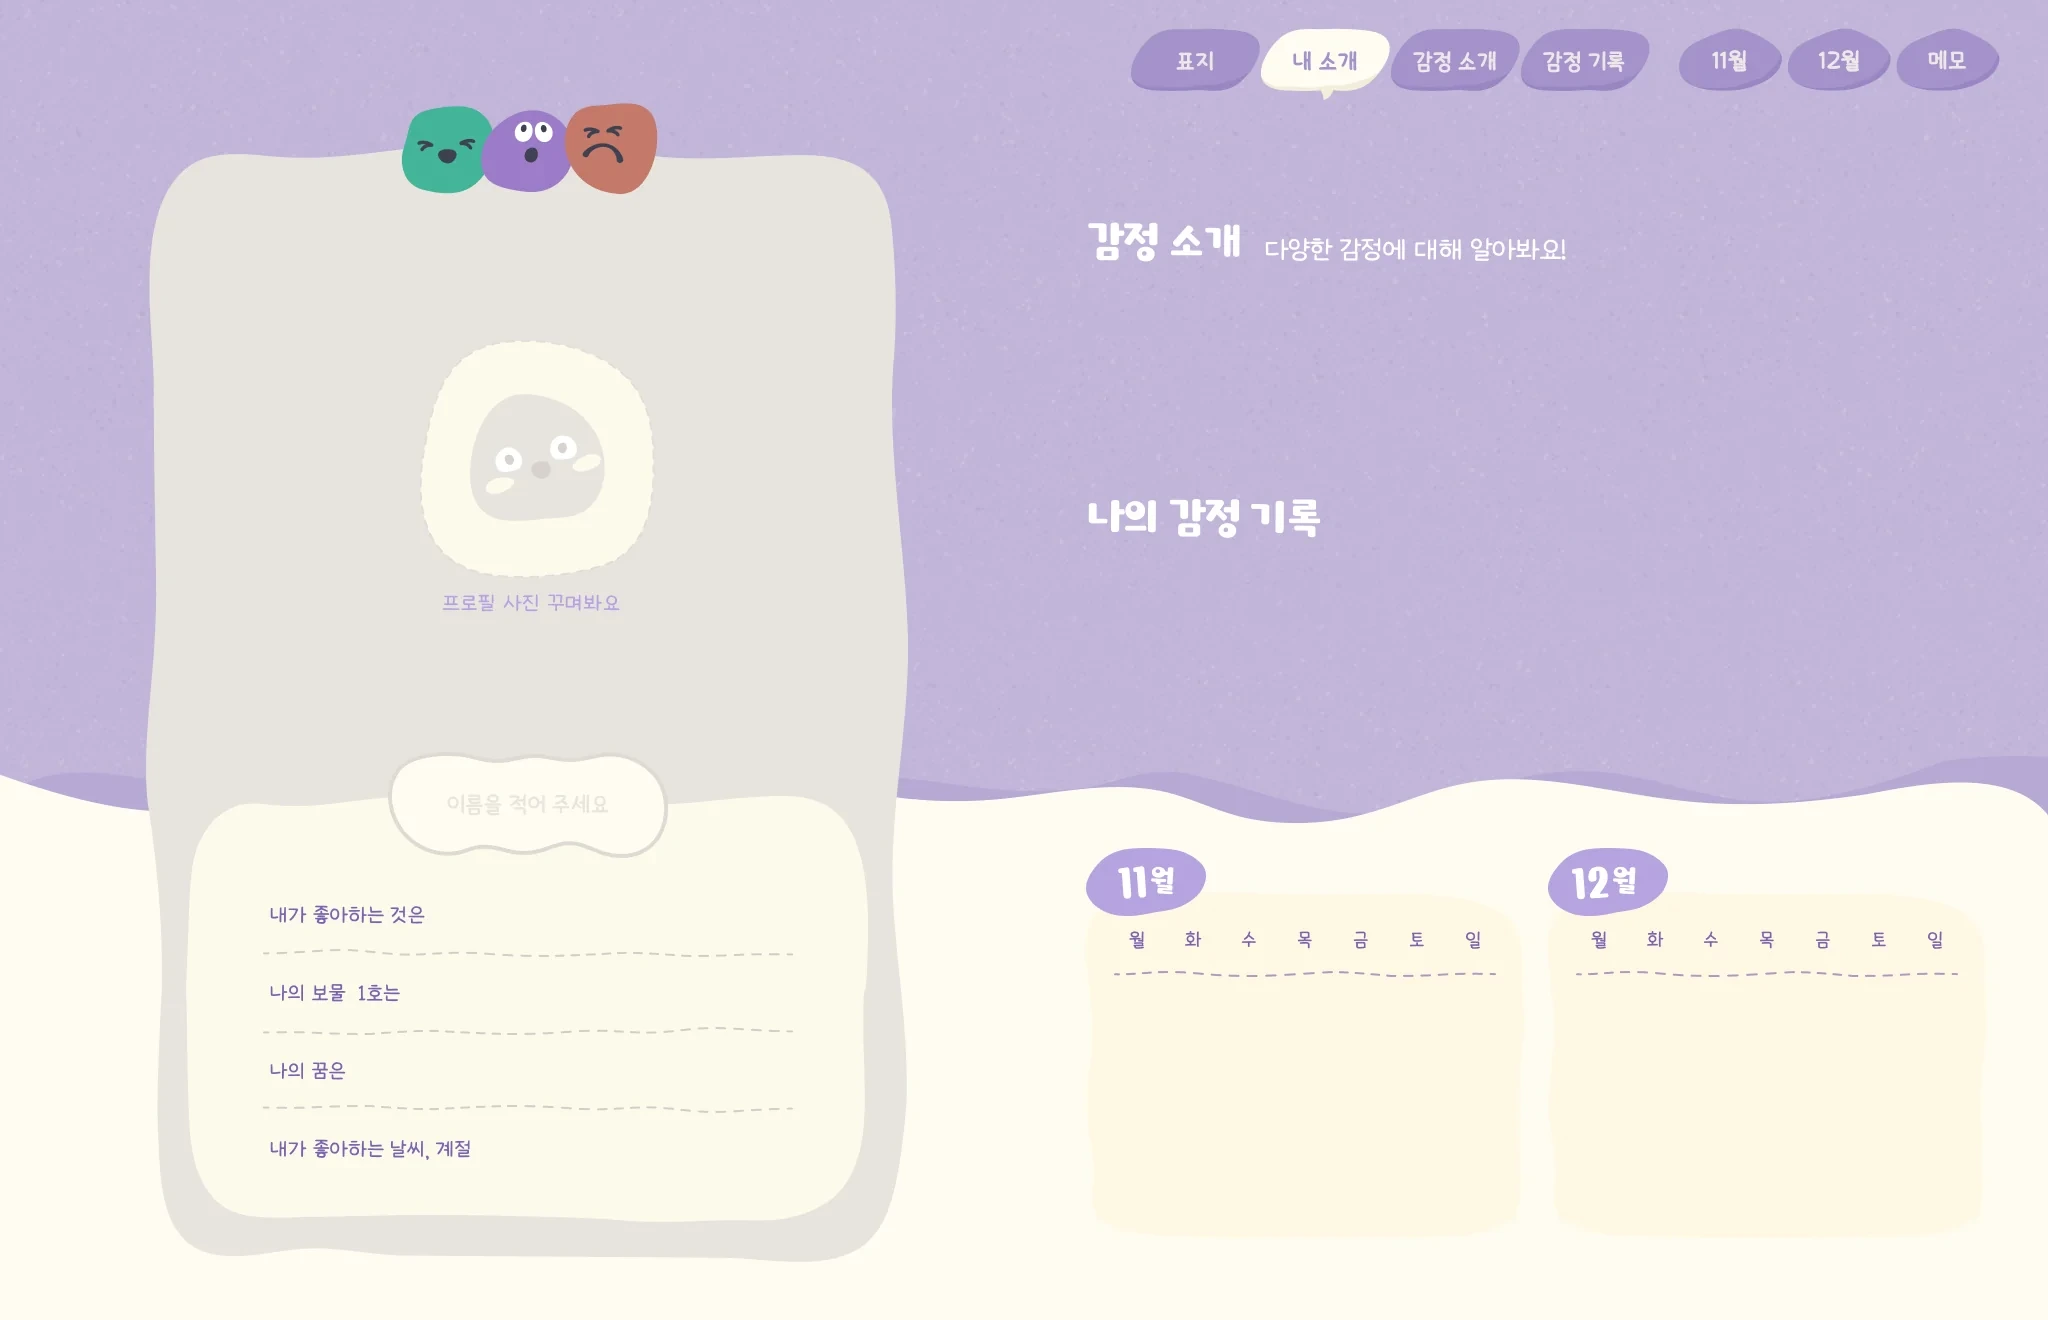 표지
내 소개
감정 소개
감정 기록
11월
12월
메모
프로필 사진 꾸며봐요
이름을 적어 주세요
내가 좋아하는 것은
나의 보물 1호는
나의 꿈은
내가 좋아하는 날씨, 계절
감정 소개 다양한 감정에 대해 알아봐요!
나의 감정 기록
11월
월 화 수 목 금 토 일
12월
월 화 수 목 금 토 일